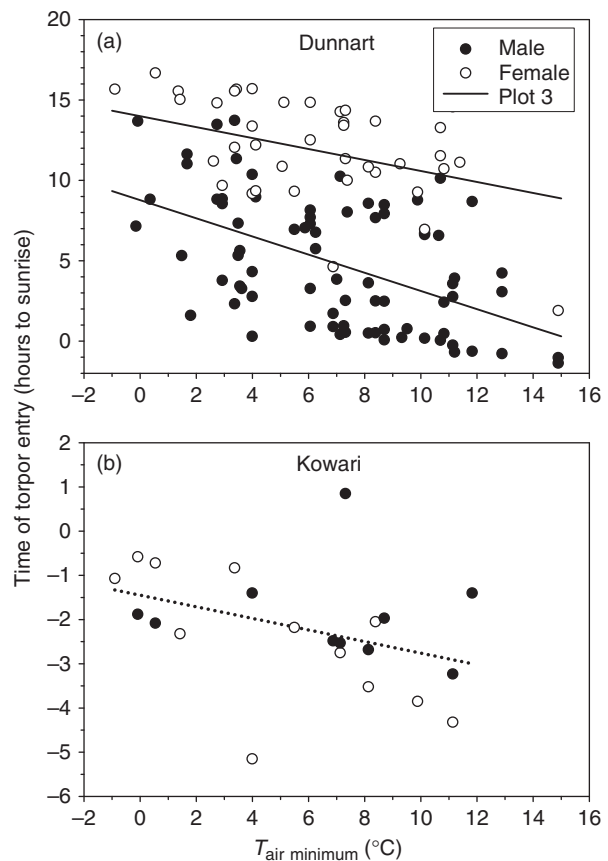 Time of torpor entry (hours to sunrise)
(a)
Dunnart
Male
Female
Plot 3
20
15
10
5
0
–2 0 2 4 6 8 10 12 14 16
(b)
Kowari
2
1
0
–1
–2
–3
–4
–5
–6
–2 0 2 4 6 8 10 12 14 16
Tair minimum (°C)